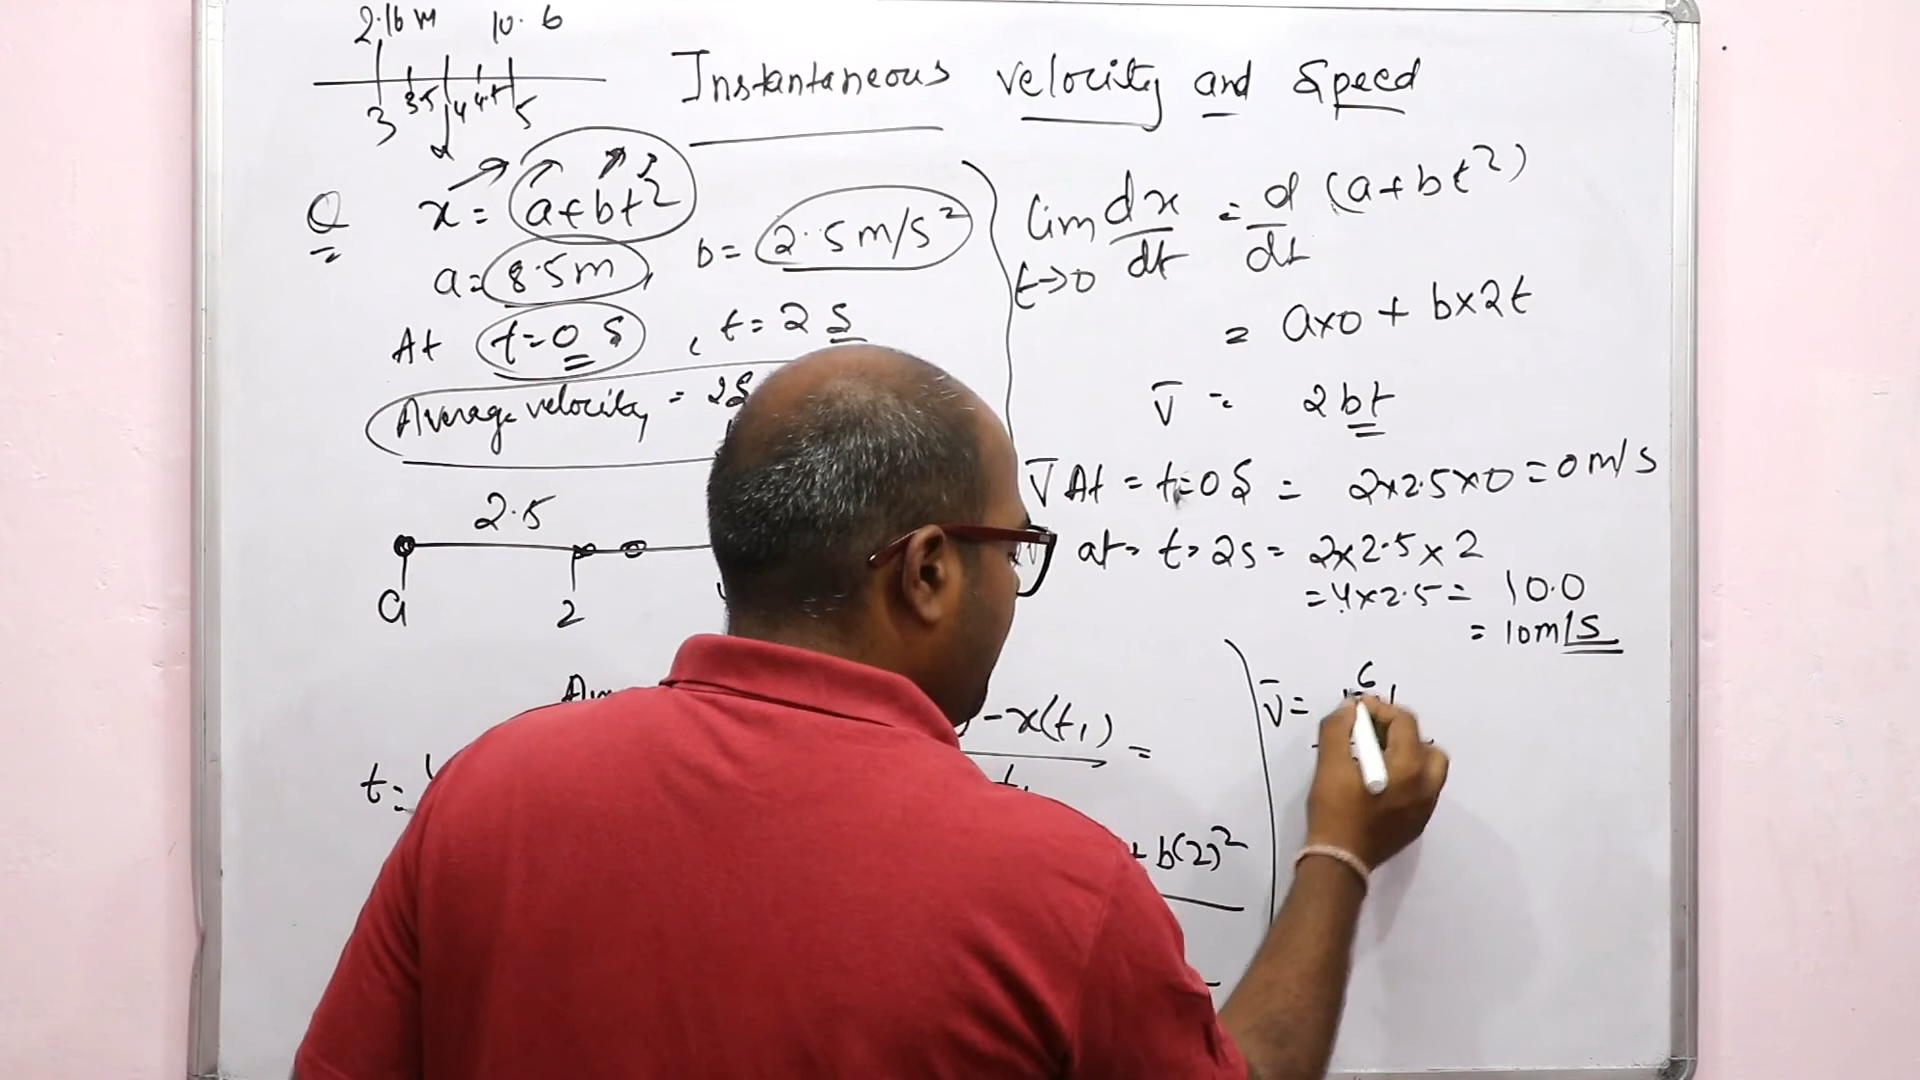 2.16 m 10.6
3 3.5 4 4.5 5
Instantaneous velocity and Speed
Q x = a+bt²
a= 8.5m, b= 2.5m/s²
At t=0 S , t= 2 S
Average velocity = 2S
2.5
a 2
- x(t₁) =
t=
+ b(2)²
lim dx/dt = d/dt (a+bt²)
t→0
= a×0 + b×2t
V̄ = 2bt
V̄ At = t=0 S = 2×2.5×0 = 0 m/s
at = t = 2s = 2×2.5×2
= 4×2.5 = 10.0
= 10m/s
V̄ =